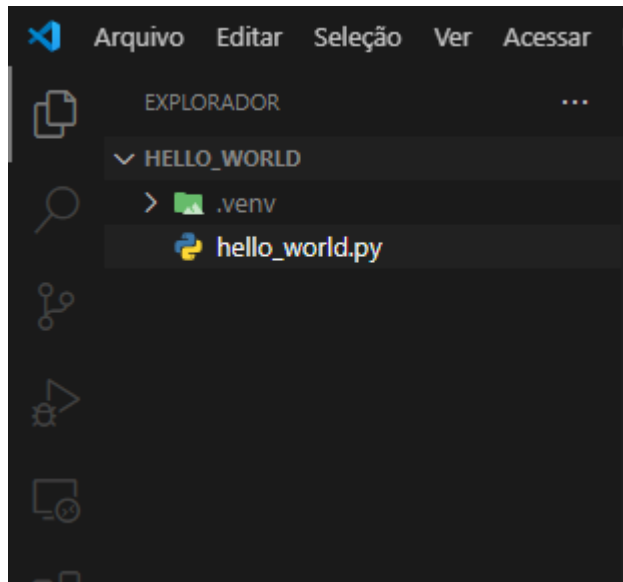 Arquivo Editar Seleção Ver Acessar
EXPLORADOR ...
HELLO_WORLD
.venv
hello_world.py